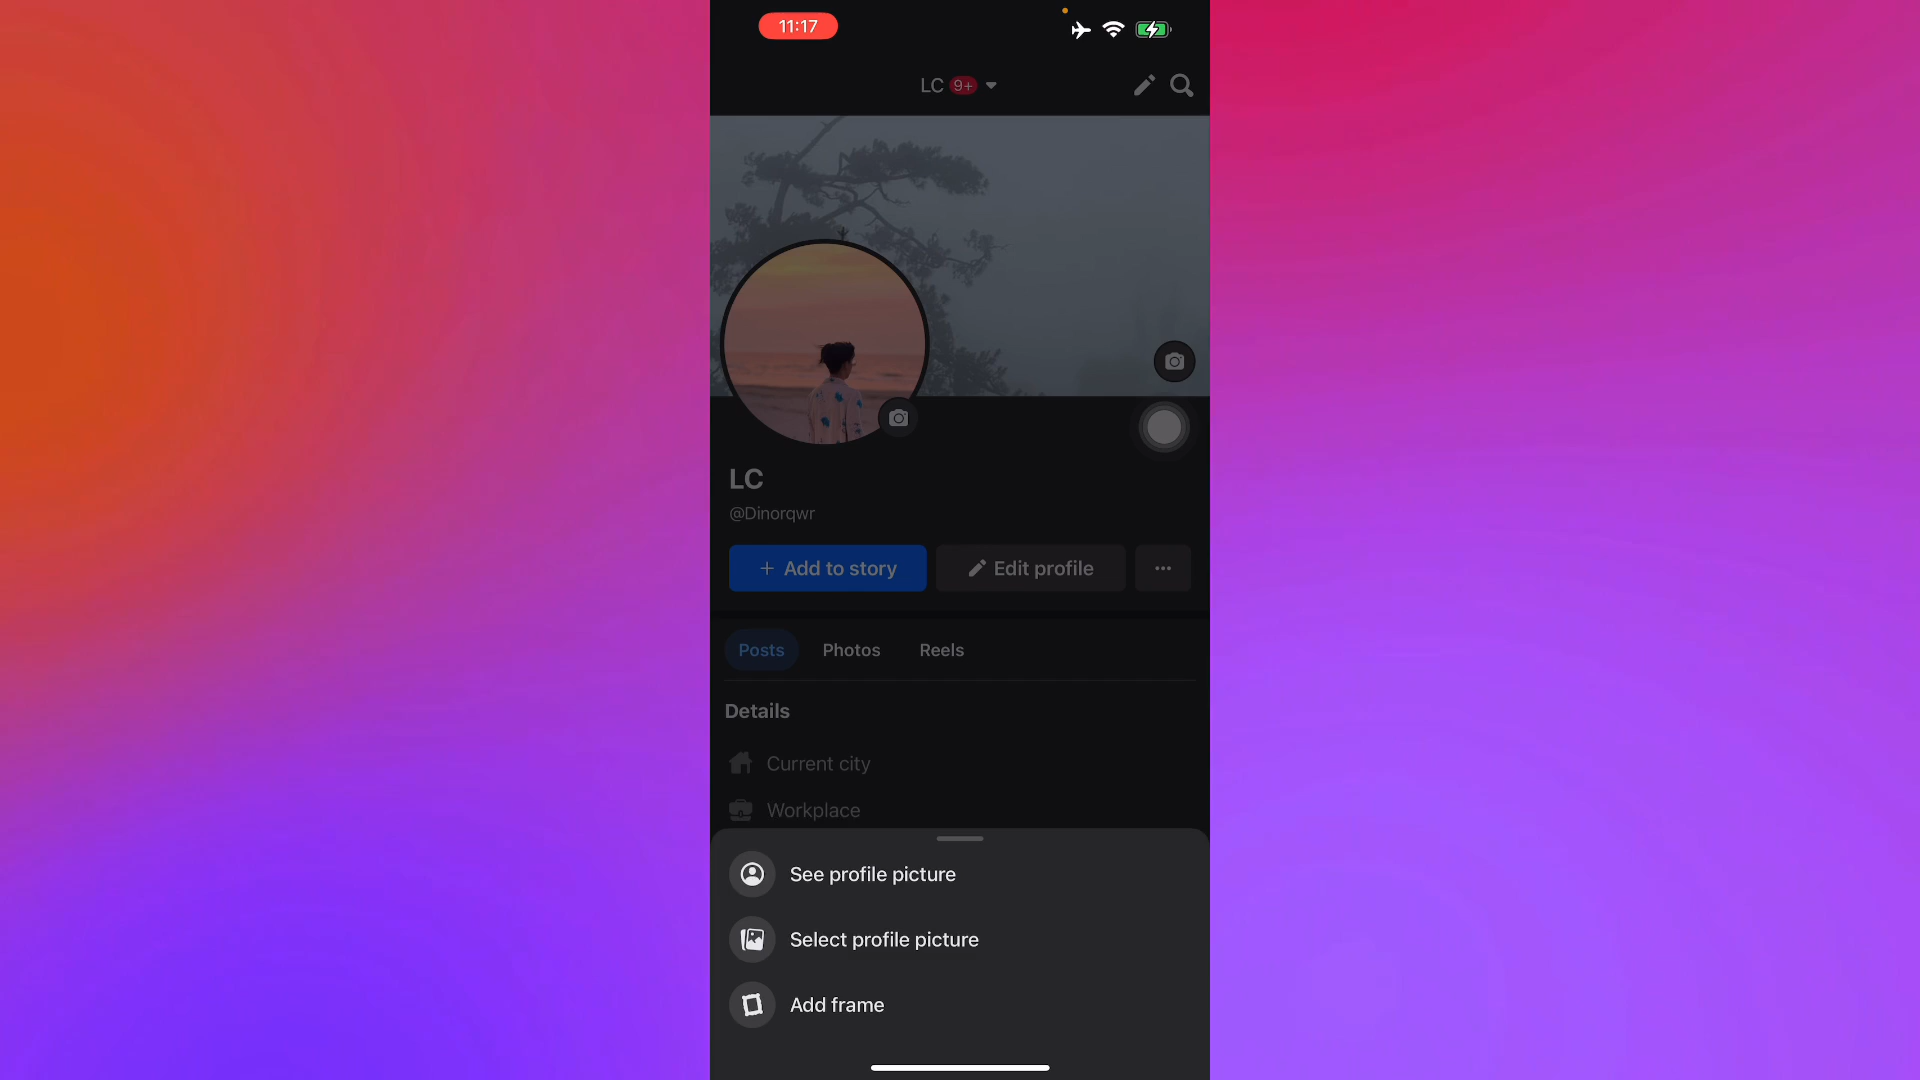 11:17
LC 9+
LC
@Dinorqwr
+ Add to story
Edit profile
Posts Photos Reels
Details
Current city
Workplace
See profile picture
Select profile picture
Add frame